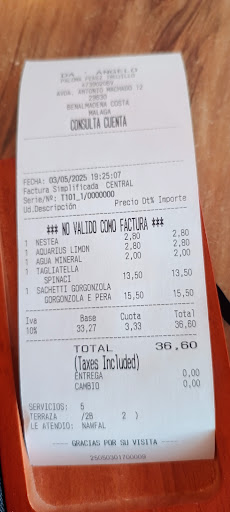 DA ANGELO
AVDA. ANTONIO MACHADO 12
29630
BENALMADENA COSTA
MALAGA
CONSULTA CUENTA
FECHA: 03/05/2025 19:25:07
Factura Simplificada CENTRAL
Serie/Nº: T101_1/0000000
Ud.Descripción Precio Dt% Importe
### NO VALIDO COMO FACTURA ###
1 NESTEA 2,80 2,80
1 AQUARIUS LIMON 2,80 2,80
1 AGUA MINERAL 2,00 2,00
1 TAGLIATELLA
SPINACI 13,50 13,50
1 SACHETTI GORGONZOLA
GORGONZOLA E PERA 15,50 15,50
Iva Base Cuota Total
10% 33,27 3,33 36,60
TOTAL 36,60
(Taxes Included)
ENTREGA 0,00
CAMBIO 0,00
SERVICIOS: 5
TERRAZA /28 2 )
LE ATENDIO: NAWFAL
GRACIAS POR SU VISITA